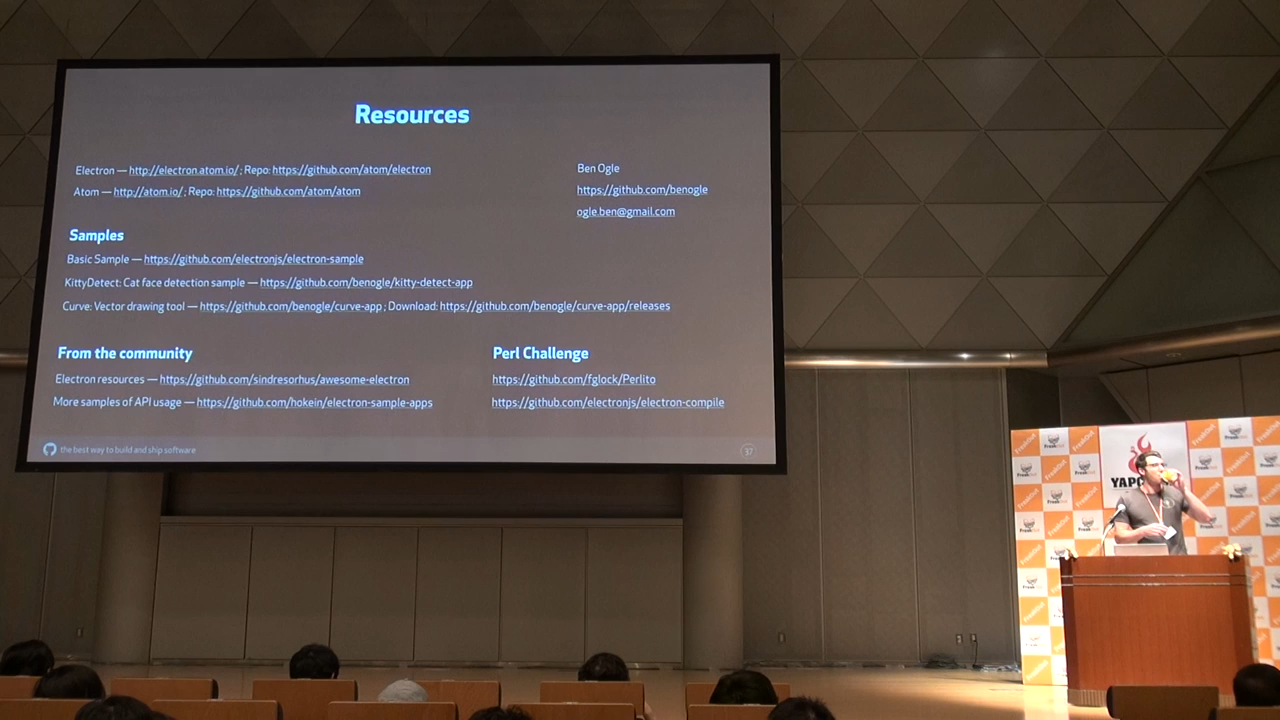 Resources
Electron — http://electron.atom.io/ ; Repo: https://github.com/atom/electron
Atom — http://atom.io/ ; Repo: https://github.com/atom/atom
Ben Ogle
https://github.com/benogle
ogle.ben@gmail.com
Samples
Basic Sample — https://github.com/electronjs/electron-sample
KittyDetect: Cat face detection sample — https://github.com/benogle/kitty-detect-app
Curve: Vector drawing tool — https://github.com/benogle/curve-app ; Download: https://github.com/benogle/curve-app/releases
From the community
Electron resources — https://github.com/sindresorhus/awesome-electron
More samples of API usage — https://github.com/hokein/electron-sample-apps
Perl Challenge
https://github.com/fglock/Perlito
https://github.com/electronjs/electron-compile
the best way to build and ship software
37
YAPC
FreakOut